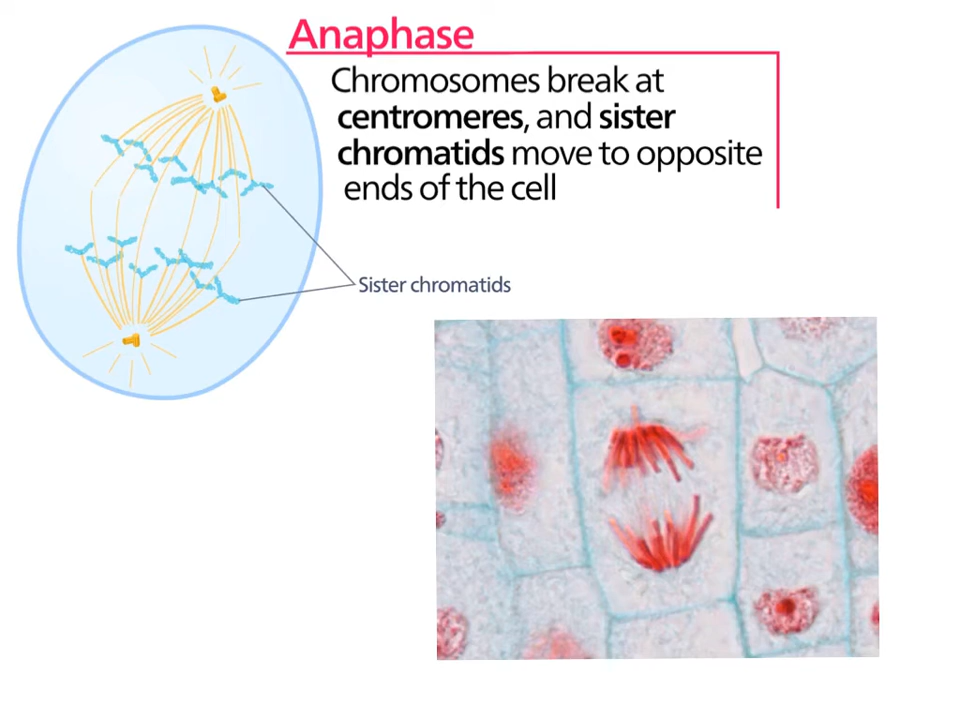 Anaphase
Chromosomes break at
centromeres, and sister
chromatids move to opposite
ends of the cell
Sister chromatids